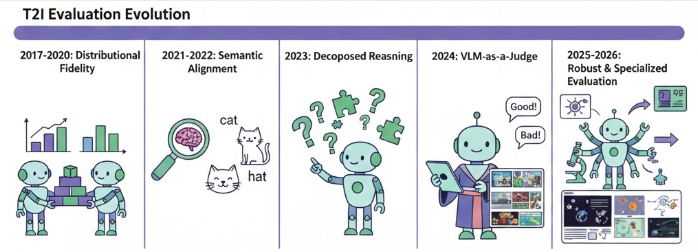 T2I Evaluation Evolution
2017-2020: Distributional
Fidelity
2021-2022: Semantic
Alignment
cat
hat
2023: Decoposed Reasning
2024: VLM-as-a-Judge
Good!
Bad!
2025-2026:
Robust & Specialized
Evaluation